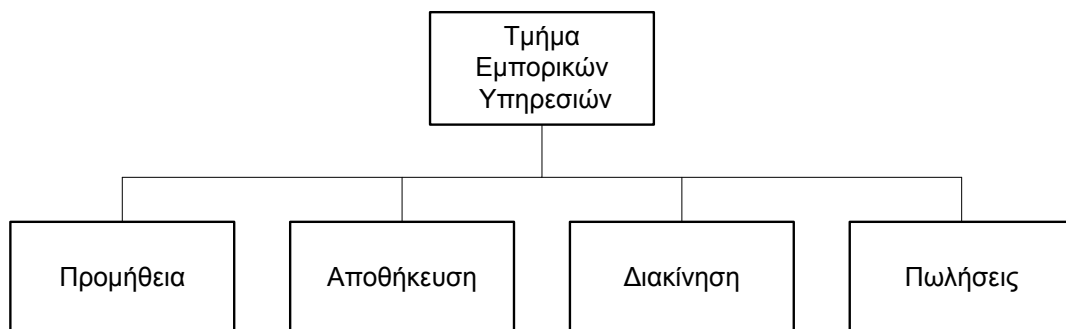 Τμήμα
Εμπορικών
Υπηρεσιών
Προμήθεια
Αποθήκευση
Διακίνηση
Πωλήσεις